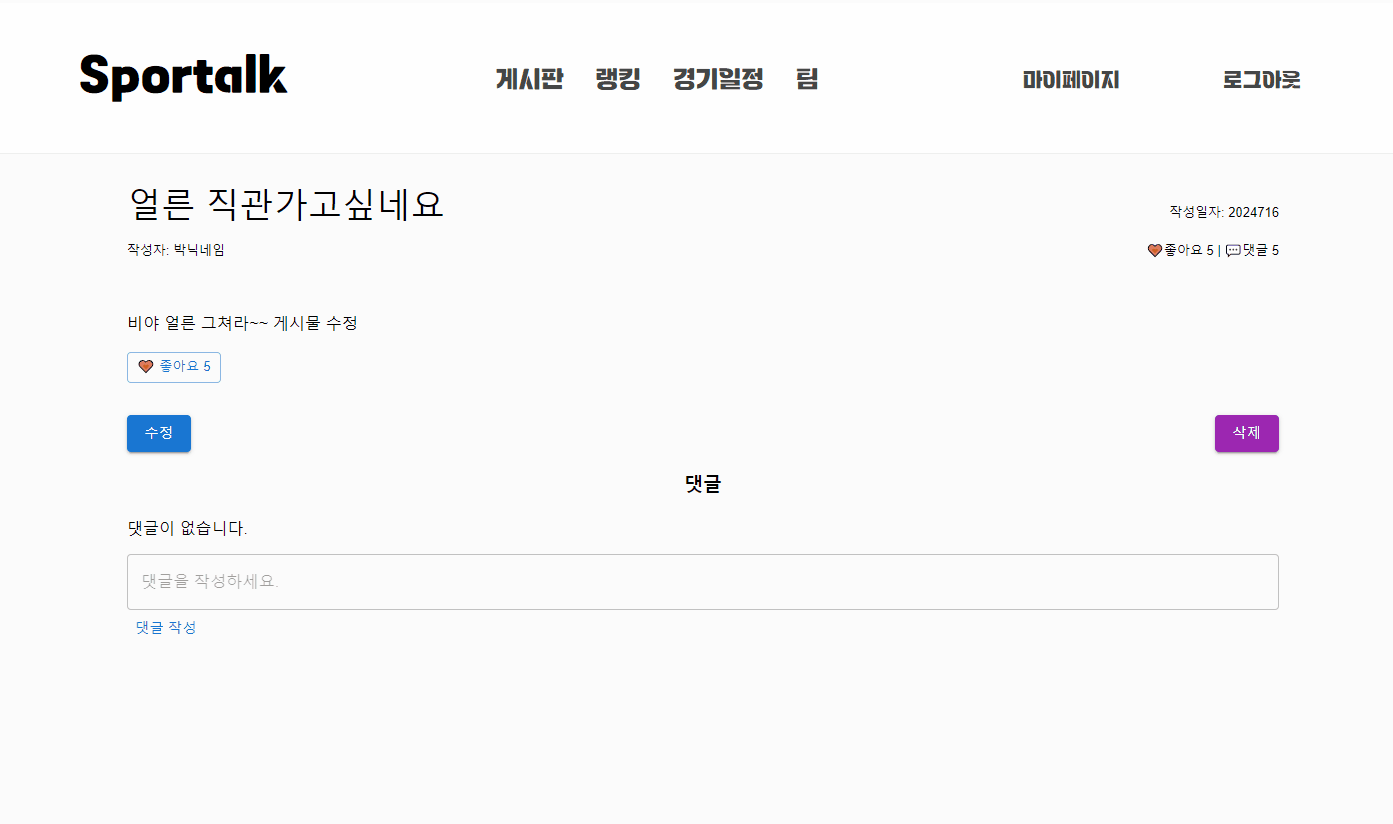 Sportalk 게시판 랭킹 경기일정 팀 마이페이지 로그아웃
얼른 직관가고싶네요
작성일자: 2024716
작성자: 박닉네임
좋아요 5 | 댓글 5
비야 얼른 그쳐라~~ 게시물 수정
좋아요 5
수정 삭제
댓글
댓글이 없습니다.
댓글을 작성하세요.
댓글 작성